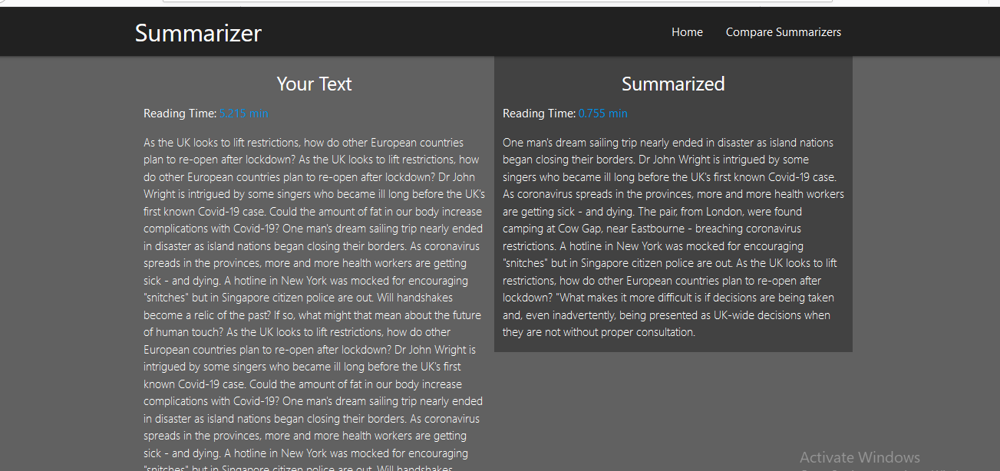 Summarizer
Home
Compare Summarizers
Your Text
Reading Time: 5.215 min
As the UK looks to lift restrictions, how do other European countries
plan to re-open after lockdown? As the UK looks to lift restrictions, how
do other European countries plan to re-open after lockdown? Dr John
Wright is intrigued by some singers who became ill long before the UK's
first known Covid-19 case. Could the amount of fat in our body increase
complications with Covid-19? One man's dream sailing trip nearly ended
in disaster as island nations began closing their borders. As coronavirus
spreads in the provinces, more and more health workers are getting
sick - and dying. A hotline in New York was mocked for encouraging
"snitches" but in Singapore citizen police are out. Will handshakes
become a relic of the past? If so, what might that mean about the future
of human touch? As the UK looks to lift restrictions, how do other
European countries plan to re-open after lockdown? Dr John Wright is
intrigued by some singers who became ill long before the UK's first
known Covid-19 case. Could the amount of fat in our body increase
complications with Covid-19? One man's dream sailing trip nearly ended
in disaster as island nations began closing their borders. As coronavirus
spreads in the provinces, more and more health workers are getting
sick - and dying. A hotline in New York was mocked for encouraging
"snitches" but in Singapore citizen police are out. Will handshakes
Summarized
Reading Time: 0.755 min
One man's dream sailing trip nearly ended in disaster as island nations
began closing their borders. Dr John Wright is intrigued by some
singers who became ill long before the UK's first known Covid-19 case.
As coronavirus spreads in the provinces, more and more health workers
are getting sick - and dying. The pair, from London, were found
camping at Cow Gap, near Eastbourne - breaching coronavirus
restrictions. A hotline in New York was mocked for encouraging
"snitches" but in Singapore citizen police are out. As the UK looks to lift
restrictions, how do other European countries plan to re-open after
lockdown? "What makes it more difficult is if decisions are being taken
and, even inadvertently, being presented as UK-wide decisions when
they are not without proper consultation.
Activate Windows